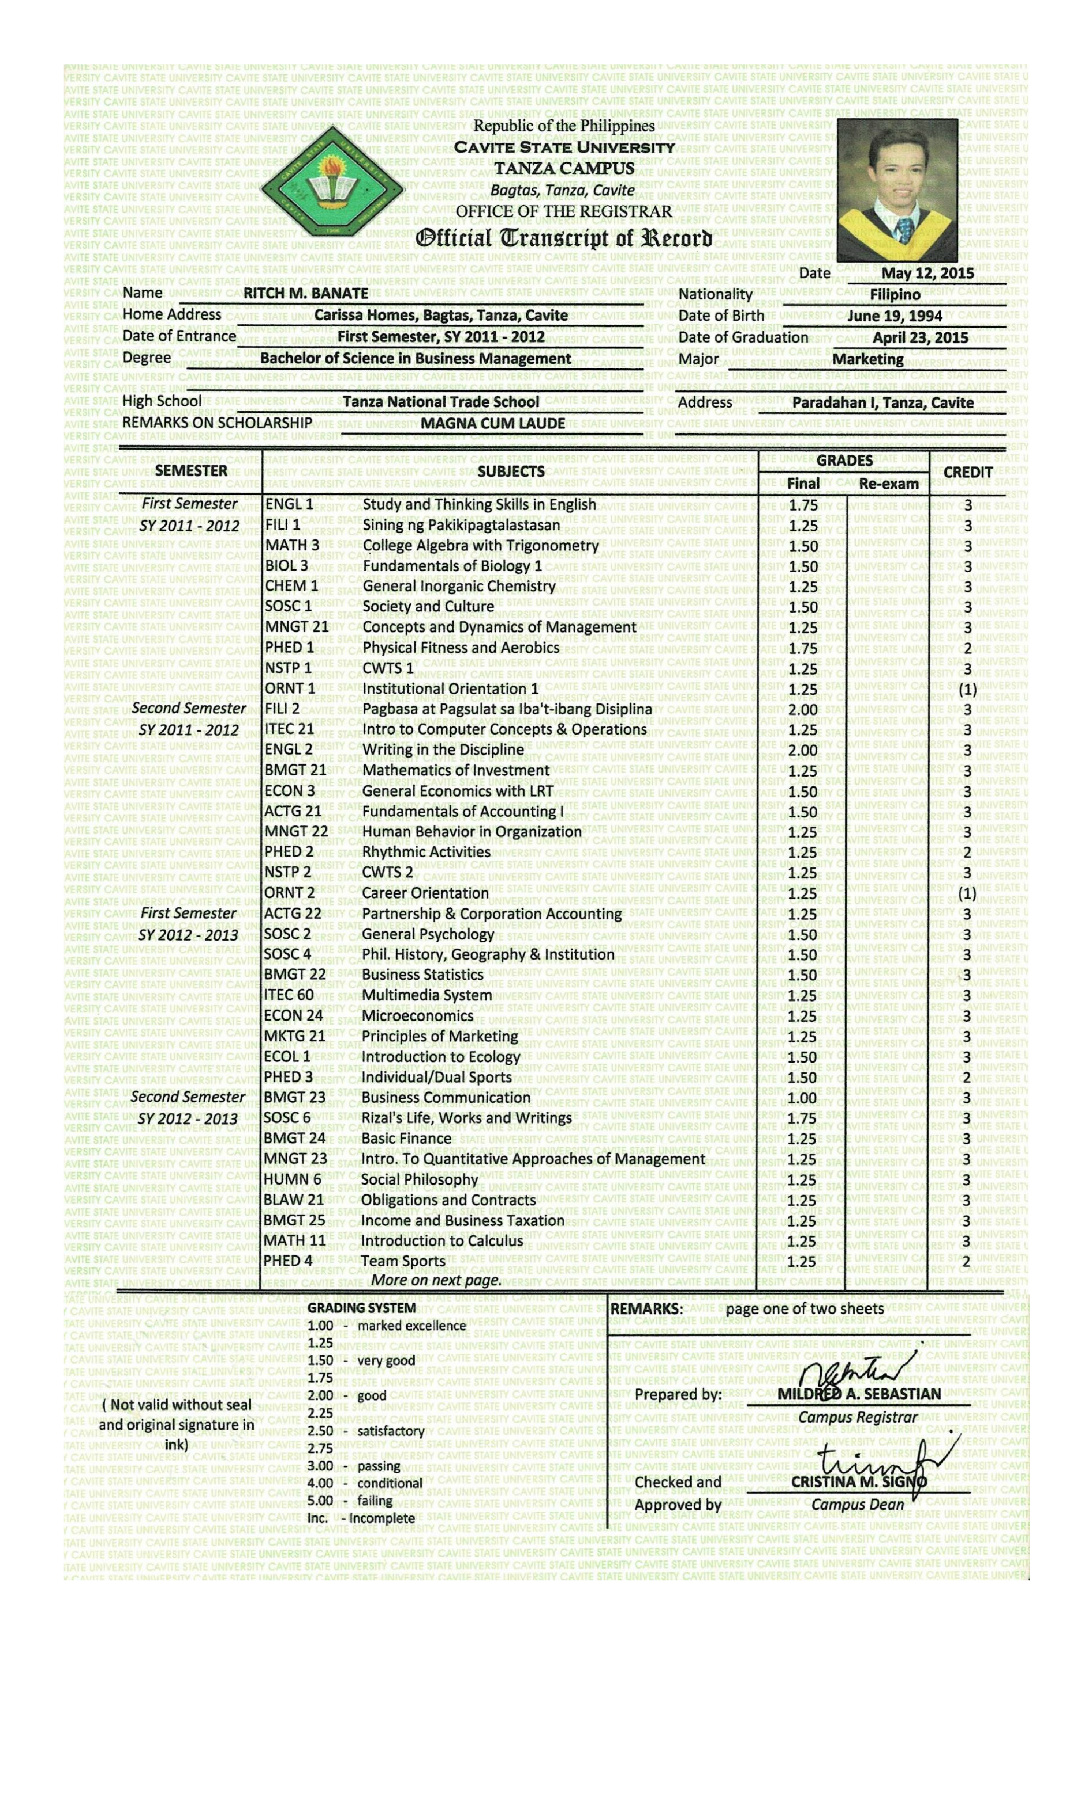 Republic of the Philippines
CAVITE STATE UNIVERSITY
TANZA CAMPUS
Bagtas, Tanza, Cavite
OFFICE OF THE REGISTRAR
Official Transcript of Record
Date May 12, 2015
Name RITCH M. BANATE Nationality Filipino
Home Address Carissa Homes, Bagtas, Tanza, Cavite Date of Birth June 19, 1994
Date of Entrance First Semester, SY 2011 - 2012 Date of Graduation April 23, 2015
Degree Bachelor of Science in Business Management Major Marketing
High School Tanza National Trade School Address Paradahan I, Tanza, Cavite
REMARKS ON SCHOLARSHIP MAGNA CUM LAUDE
SEMESTER SUBJECTS GRADES CREDIT
Final Re-exam
First Semester ENGL 1 Study and Thinking Skills in English 1.75 3
SY 2011 - 2012 FILI 1 Sining ng Pakikipagtalastasan 1.25 3
MATH 3 College Algebra with Trigonometry 1.50 3
BIOL 3 Fundamentals of Biology 1 1.50 3
CHEM 1 General Inorganic Chemistry 1.25 3
SOSC 1 Society and Culture 1.50 3
MNGT 21 Concepts and Dynamics of Management 1.25 3
PHED 1 Physical Fitness and Aerobics 1.75 2
NSTP 1 CWTS 1 1.25 3
ORNT 1 Institutional Orientation 1 1.25 (1)
Second Semester FILI 2 Pagbasa at Pagsulat sa Iba't-ibang Disiplina 2.00 3
SY 2011 - 2012 ITEC 21 Intro to Computer Concepts & Operations 1.25 3
ENGL 2 Writing in the Discipline 2.00 3
BMGT 21 Mathematics of Investment 1.25 3
ECON 3 General Economics with LRT 1.50 3
ACTG 21 Fundamentals of Accounting I 1.50 3
MNGT 22 Human Behavior in Organization 1.25 3
PHED 2 Rhythmic Activities 1.25 2
NSTP 2 CWTS 2 1.25 3
ORNT 2 Career Orientation 1.25 (1)
First Semester ACTG 22 Partnership & Corporation Accounting 1.25 3
SY 2012 - 2013 SOSC 2 General Psychology 1.50 3
SOSC 4 Phil. History, Geography & Institution 1.50 3
BMGT 22 Business Statistics 1.50 3
ITEC 60 Multimedia System 1.25 3
ECON 24 Microeconomics 1.25 3
MKTG 21 Principles of Marketing 1.25 3
ECOL 1 Introduction to Ecology 1.50 3
PHED 3 Individual/Dual Sports 1.50 2
Second Semester BMGT 23 Business Communication 1.00 3
SY 2012 - 2013 SOSC 6 Rizal's Life, Works and Writings 1.75 3
BMGT 24 Basic Finance 1.25 3
MNGT 23 Intro. To Quantitative Approaches of Management 1.25 3
HUMN 6 Social Philosophy 1.25 3
BLAW 21 Obligations and Contracts 1.25 3
BMGT 25 Income and Business Taxation 1.25 3
MATH 11 Introduction to Calculus 1.25 3
PHED 4 Team Sports 1.25 2
More on next page.
GRADING SYSTEM
1.00 - marked excellence
1.25
1.50 - very good
1.75
2.00 - good
2.25
2.50 - satisfactory
2.75
3.00 - passing
4.00 - conditional
5.00 - failing
Inc. - Incomplete
( Not valid without seal
and original signature in
ink)
REMARKS: page one of two sheets
Prepared by: MILDRED A. SEBASTIAN
Campus Registrar
Checked and CRISTINA M. SIGNO
Approved by Campus Dean